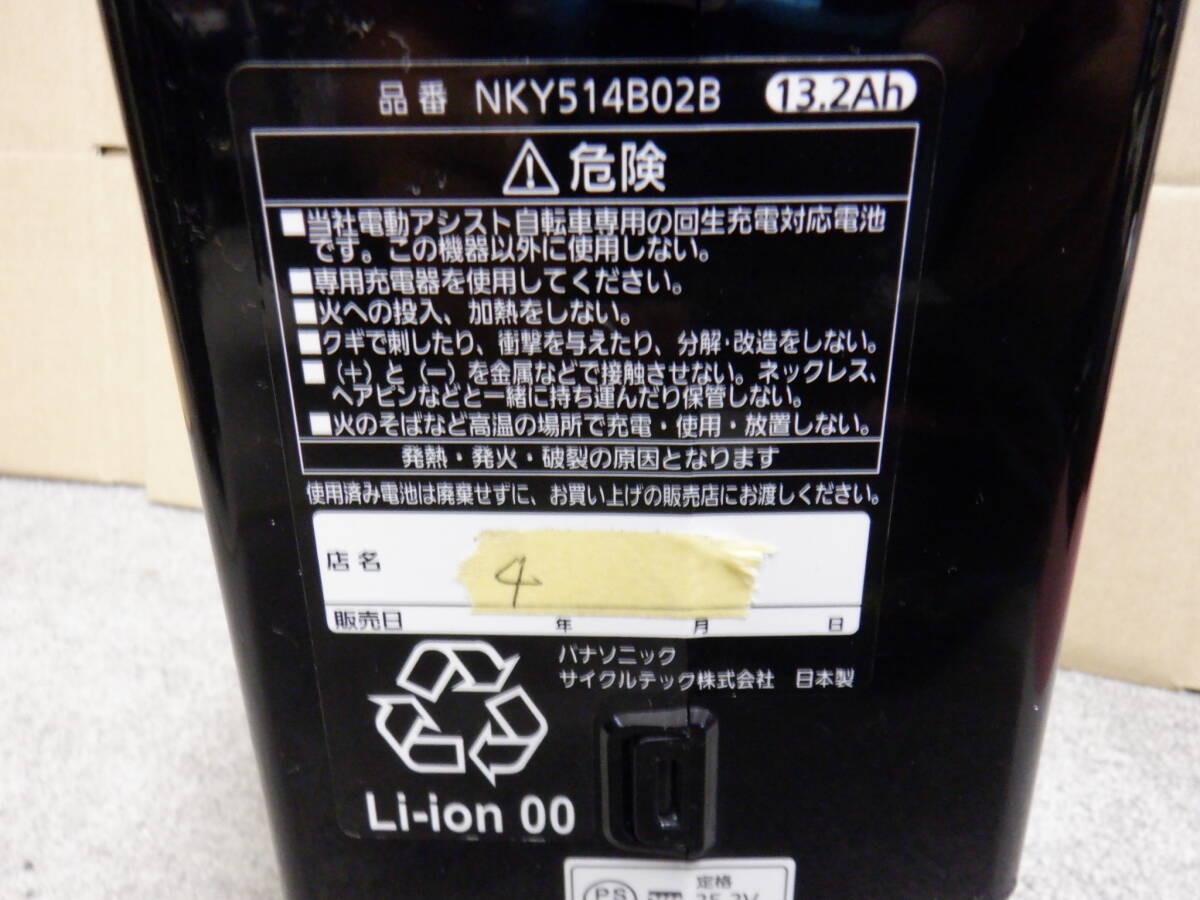 品番 NKY514B02B 13.2Ah
⚠危険
■当社電動アシスト自転車専用の回生充電対応電池
です。この機器以外に使用しない。
■専用充電器を使用してください。
■火への投入、加熱をしない。
■クギで刺したり、衝撃を与えたり、分解・改造をしない。
■(+)と(−)を金属などで接触させない。ネックレス、
ヘアピンなどと一緒に持ち運んだり保管しない。
■火のそばなど高温の場所で充電・使用・放置しない。
発熱・発火・破裂の原因となります
使用済み電池は廃棄せずに、お買い上げの販売店にお渡しください。
店名 4
販売日 年 月 日
パナソニック
サイクルテック株式会社 日本製
Li-ion 00
PS 定格
25.2V